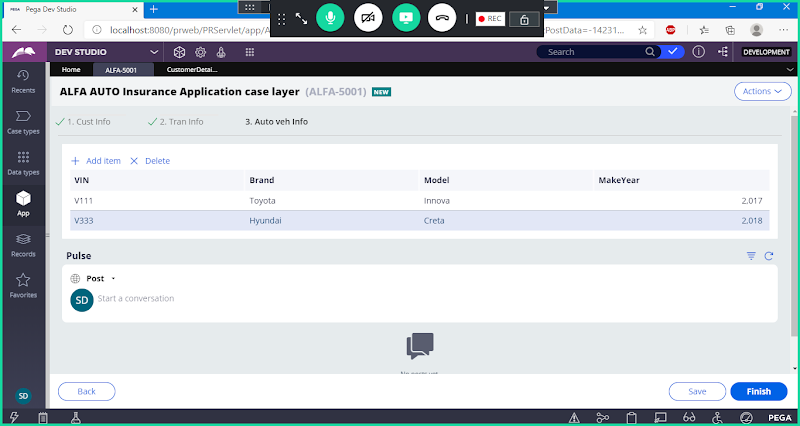 PEGA Pega Dev Studio
localhost:8080/prweb/PRServlet/app/A
PostData=-14231...
REC
DEV STUDIO
Search
DEVELOPMENT
Home
ALFA-5001
CustomerDetai...
Recents
Case types
Data types
App
Records
Favorites
SD
ALFA AUTO Insurance Application case layer (ALFA-5001) NEW
Actions
1. Cust Info
2. Tran Info
3. Auto veh Info
+ Add item
X Delete
VIN Brand Model MakeYear
V111 Toyota Innova 2,017
V333 Hyundai Creta 2,018
Pulse
Post
SD Start a conversation
Back
Save
Finish
PEGA